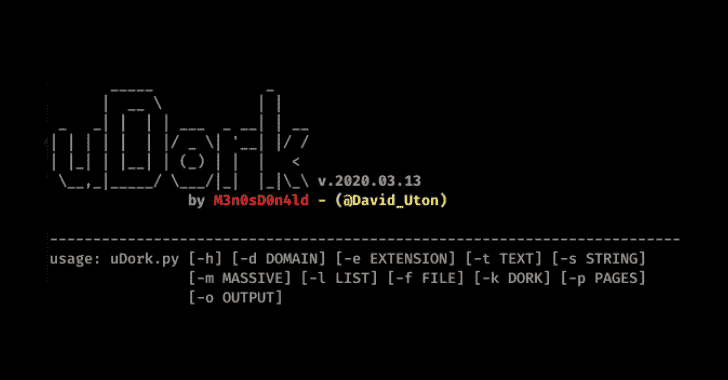 uDork v.2020.03.13
by M3n0sD0n4ld - (@David_Uton)
usage: uDork.py [-h] [-d DOMAIN] [-e EXTENSION] [-t TEXT] [-s STRING]
[-m MASSIVE] [-l LIST] [-f FILE] [-k DORK] [-p PAGES]
[-o OUTPUT]